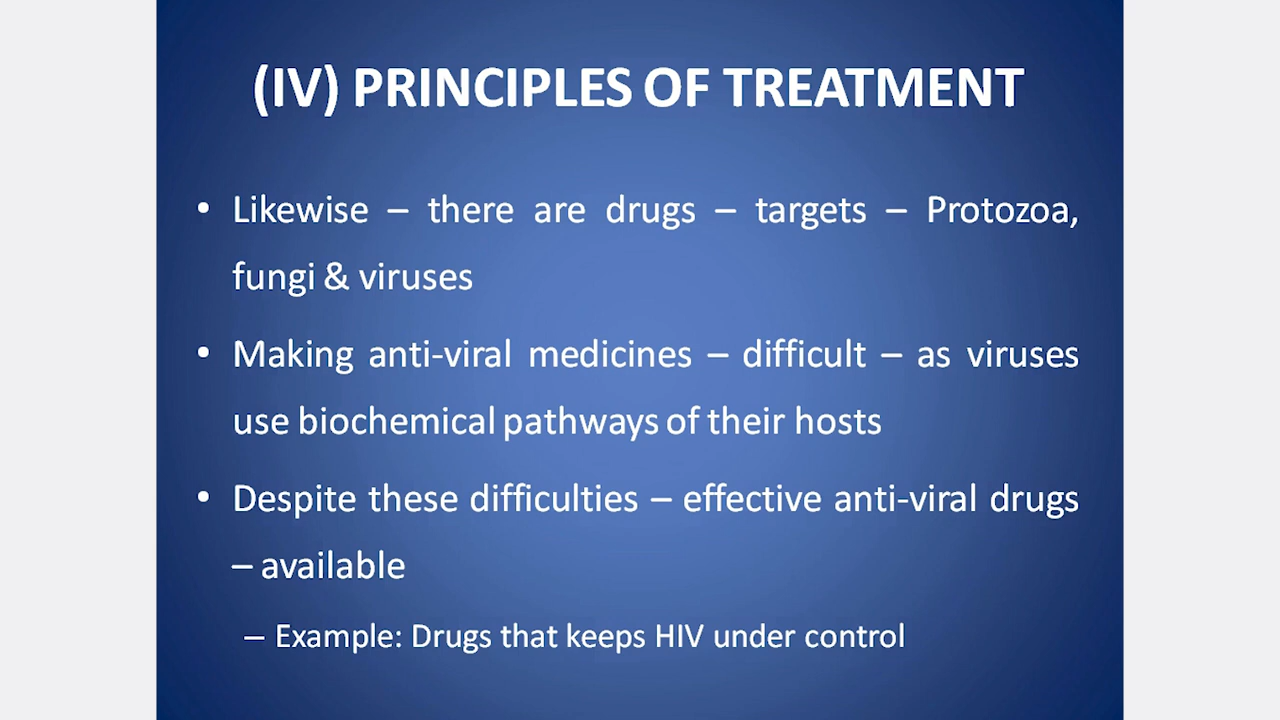 (IV) PRINCIPLES OF TREATMENT
• Likewise – there are drugs – targets – Protozoa,
fungi & viruses
• Making anti-viral medicines – difficult – as viruses
use biochemical pathways of their hosts
• Despite these difficulties – effective anti-viral drugs
– available
– Example: Drugs that keeps HIV under control